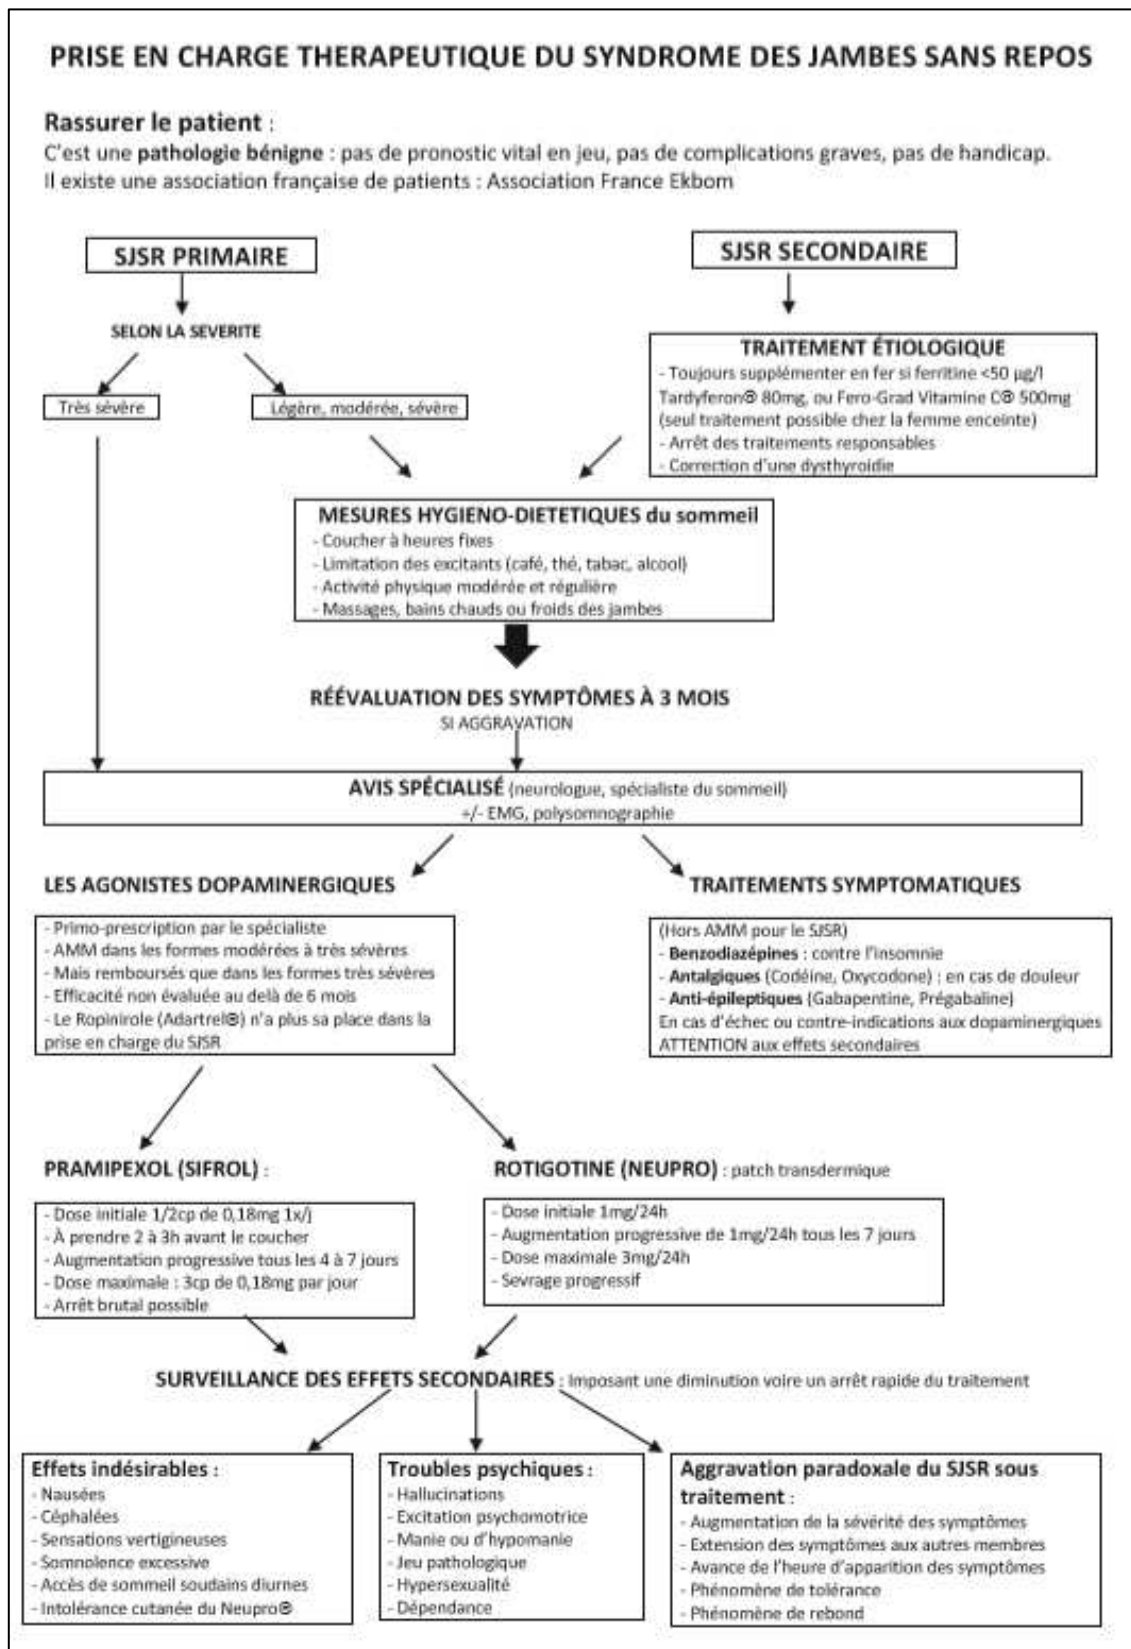 PRISE EN CHARGE THERAPEUTIQUE DU SYNDROME DES JAMBES SANS REPOS
Rassurer le patient :
C'est une pathologie bénigne : pas de pronostic vital en jeu, pas de complications graves, pas de handicap.
Il existe une association française de patients : Association France Ekbom
SJSR PRIMAIRE
SELON LA SEVERITE
Très sévère
Légère, modérée, sévère
SJSR SECONDAIRE
TRAITEMENT ÉTIOLOGIQUE
- Toujours supplémenter en fer si ferritine <50 µg/l
Tardyferon® 80mg, ou Fero-Grad Vitamine C® 500mg
(seul traitement possible chez la femme enceinte)
- Arrêt des traitements responsables
- Correction d'une dysthyroidie
MESURES HYGIENO-DIETETIQUES du sommeil
- Coucher à heures fixes
- Limitation des excitants (café, thé, tabac, alcool)
- Activité physique modérée et régulière
- Massages, bains chauds ou froids des jambes
RÉÉVALUATION DES SYMPTÔMES À 3 MOIS
SI AGGRAVATION
AVIS SPÉCIALISÉ (neurologue, spécialiste du sommeil)
+/- EMG, polysomnographie
LES AGONISTES DOPAMINERGIQUES
- Primo-prescription par le spécialiste
- AMM dans les formes modérées à très sévères
- Mais remboursés que dans les formes très sévères
- Efficacité non évaluée au delà de 6 mois
- Le Ropinirole (Adartrel®) n'a plus sa place dans la
prise en charge du SJSR
TRAITEMENTS SYMPTOMATIQUES
(Hors AMM pour le SJSR)
- Benzodiazépines : contre l'insomnie
- Antalgiques (Codéine, Oxycodone) : en cas de douleur
- Anti-épileptiques (Gabapentine, Prégabaline)
En cas d'échec ou contre-indications aux dopaminergiques
ATTENTION aux effets secondaires
PRAMIPEXOL (SIFROL) :
- Dose initiale 1/2cp de 0,18mg 1x/j
- À prendre 2 à 3h avant le coucher
- Augmentation progressive tous les 4 à 7 jours
- Dose maximale : 3cp de 0,18mg par jour
- Arrêt brutal possible
ROTIGOTINE (NEUPRO) : patch transdermique
- Dose initiale 1mg/24h
- Augmentation progressive de 1mg/24h tous les 7 jours
- Dose maximale 3mg/24h
- Sevrage progressif
SURVEILLANCE DES EFFETS SECONDAIRES : Imposant une diminution voire un arrêt rapide du traitement
Effets indésirables :
- Nausées
- Céphalées
- Sensations vertigineuses
- Somnolence excessive
- Accès de sommeil soudains diurnes
- Intolérance cutanée du Neupro®
Troubles psychiques :
- Hallucinations
- Excitation psychomotrice
- Manie ou d'hypomanie
- Jeu pathologique
- Hypersexualité
- Dépendance
Aggravation paradoxale du SJSR sous
traitement :
- Augmentation de la sévérité des symptômes
- Extension des symptômes aux autres membres
- Avance de l'heure d'apparition des symptômes
- Phénomène de tolérance
- Phénomène de rebond